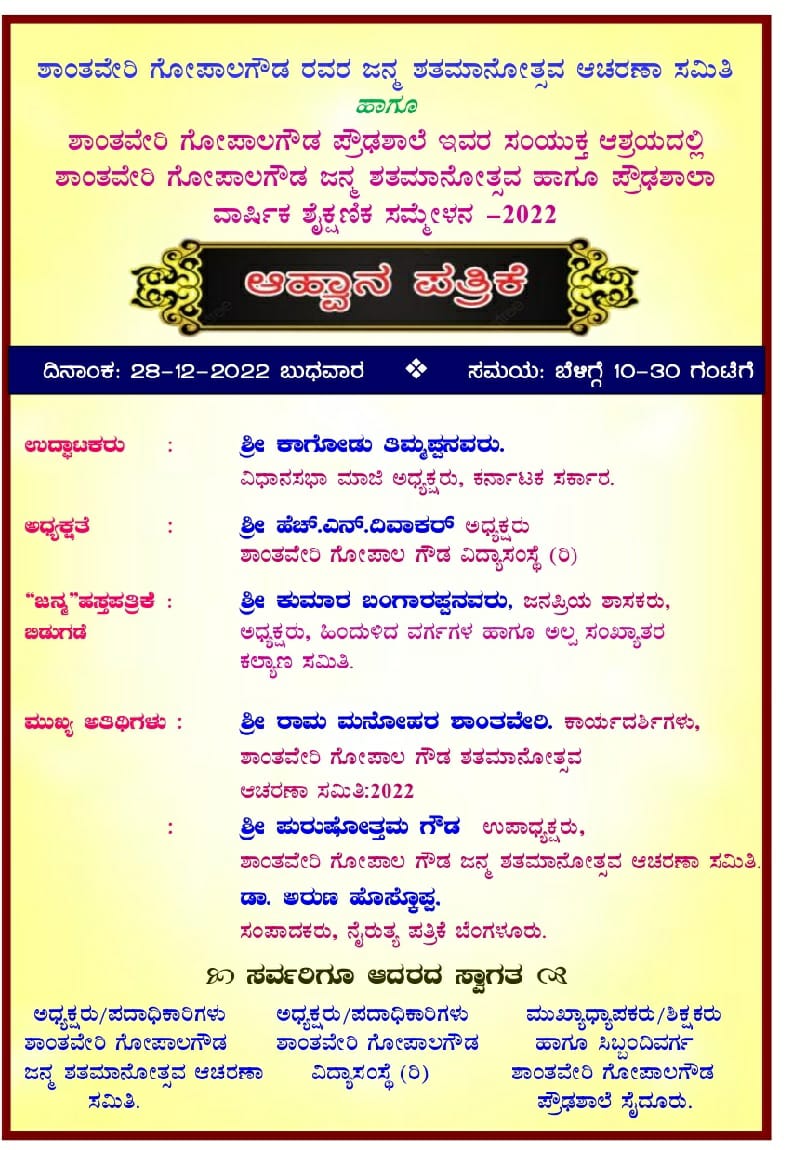 ಶಾಂತವೇರಿ ಗೋಪಾಲಗೌಡ ರವರ ಜನ್ಮ ಶತಮಾನೋತ್ಸವ ಆಚರಣಾ ಸಮಿತಿ
ಹಾಗೂ
ಶಾಂತವೇರಿ ಗೋಪಾಲಗೌಡ ಪ್ರೌಢಶಾಲೆ ಇವರ ಸಂಯುಕ್ತ ಆಶ್ರಯದಲ್ಲಿ
ಶಾಂತವೇರಿ ಗೋಪಾಲಗೌಡ ಜನ್ಮ ಶತಮಾನೋತ್ಸವ ಹಾಗೂ ಪ್ರೌಢಶಾಲಾ
ವಾರ್ಷಿಕ ಶೈಕ್ಷಣಿಕ ಸಮ್ಮೇಳನ –2022
ಆಹ್ವಾನ ಪತ್ರಿಕೆ
ದಿನಾಂಕ: 28-12-2022 ಬುಧವಾರ ❖ ಸಮಯ: ಬೆಳಿಗ್ಗೆ 10-30 ಗಂಟೆಗೆ
ಉದ್ಘಾಟಕರು : ಶ್ರೀ ಕಾಗೋಡು ತಿಮ್ಮಪ್ಪನವರು.
ವಿಧಾನಸಭಾ ಮಾಜಿ ಅಧ್ಯಕ್ಷರು, ಕರ್ನಾಟಕ ಸರ್ಕಾರ.
ಅಧ್ಯಕ್ಷತೆ : ಶ್ರೀ ಹೆಚ್.ಎನ್.ದಿವಾಕರ್ ಅಧ್ಯಕ್ಷರು
ಶಾಂತವೇರಿ ಗೋಪಾಲ ಗೌಡ ವಿದ್ಯಾಸಂಸ್ಥೆ (ರಿ)
“ಜನ್ಮ”ಹಸ್ತಪತ್ರಿಕೆ : ಶ್ರೀ ಕುಮಾರ ಬಂಗಾರಪ್ಪನವರು, ಜನಪ್ರಿಯ ಶಾಸಕರು,
ಬಿಡುಗಡೆ ಅಧ್ಯಕ್ಷರು, ಹಿಂದುಳಿದ ವರ್ಗಗಳ ಹಾಗೂ ಅಲ್ಪ ಸಂಖ್ಯಾತರ
ಕಲ್ಯಾಣ ಸಮಿತಿ.
ಮುಖ್ಯ ಅತಿಥಿಗಳು : ಶ್ರೀ ರಾಮ ಮನೋಹರ ಶಾಂತವೇರಿ. ಕಾರ್ಯದರ್ಶಿಗಳು,
ಶಾಂತವೇರಿ ಗೋಪಾಲ ಗೌಡ ಶತಮಾನೋತ್ಸವ
ಆಚರಣಾ ಸಮಿತಿ:2022
: ಶ್ರೀ ಪುರುಷೋತ್ತಮ ಗೌಡ ಉಪಾಧ್ಯಕ್ಷರು,
ಶಾಂತವೇರಿ ಗೋಪಾಲ ಗೌಡ ಜನ್ಮ ಶತಮಾನೋತ್ಸವ ಆಚರಣಾ ಸಮಿತಿ.
ಡಾ. ಅರುಣ ಹೊಸ್ಕೊಪ್ಪ.
ಸಂಪಾದಕರು, ನೈರುತ್ಯ ಪತ್ರಿಕೆ ಬೆಂಗಳೂರು.
ಸರ್ವರಿಗೂ ಆದರದ ಸ್ವಾಗತ
ಅಧ್ಯಕ್ಷರು/ಪದಾಧಿಕಾರಿಗಳು
ಶಾಂತವೇರಿ ಗೋಪಾಲಗೌಡ
ಜನ್ಮ ಶತಮಾನೋತ್ಸವ ಆಚರಣಾ
ಸಮಿತಿ.
ಅಧ್ಯಕ್ಷರು/ಪದಾಧಿಕಾರಿಗಳು
ಶಾಂತವೇರಿ ಗೋಪಾಲಗೌಡ
ವಿದ್ಯಾಸಂಸ್ಥೆ (ರಿ)
ಮುಖ್ಯಾಧ್ಯಾಪಕರು/ಶಿಕ್ಷಕರು
ಹಾಗೂ ಸಿಬ್ಬಂದಿವರ್ಗ
ಶಾಂತವೇರಿ ಗೋಪಾಲಗೌಡ
ಪ್ರೌಢಶಾಲೆ ಸೈದೂರು.